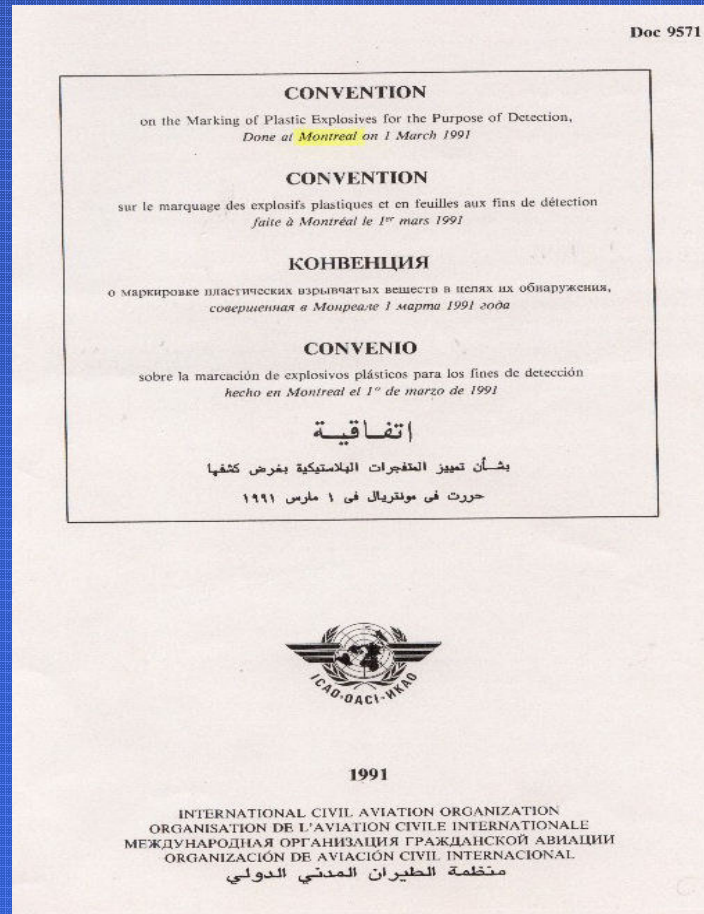 Doc 9571
CONVENTION
on the Marking of Plastic Explosives for the Purpose of Detection,
Done at Montreal on 1 March 1991
CONVENTION
sur le marquage des explosifs plastiques et en feuilles aux fins de détection
faite à Montréal le 1er mars 1991
КОНВЕНЦИЯ
о маркировке пластических взрывчатых веществ в целях их обнаружения,
совершенная в Монреале 1 марта 1991 года
CONVENIO
sobre la marcación de explosivos plásticos para los fines de detección
hecho en Montreal el 1º de marzo de 1991
إتفـاقيـة
بشـأن تمييز المتفجرات البلاستيكية بغرض كشفها
حررت فى مونتريال فى ١ مارس ١٩٩١
ICAO·OACI·ИКАО
1991
INTERNATIONAL CIVIL AVIATION ORGANIZATION
ORGANISATION DE L'AVIATION CIVILE INTERNATIONALE
МЕЖДУНАРОДНАЯ ОРГАНИЗАЦИЯ ГРАЖДАНСКОЙ АВИАЦИИ
ORGANIZACIÓN DE AVIACIÓN CIVIL INTERNACIONAL
منظمة الطيران المدني الدولي